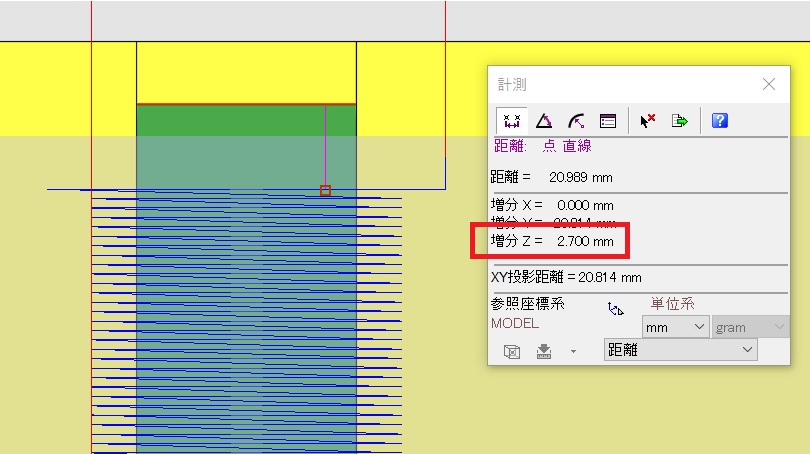 計測
距離: 点 直線
距離 = 20.989 mm
増分 X = 0.000 mm
増分 Y = 20.814 mm
増分 Z = 2.700 mm
XY投影距離 = 20.814 mm
参照座標系 単位系
MODEL mm gram
距離